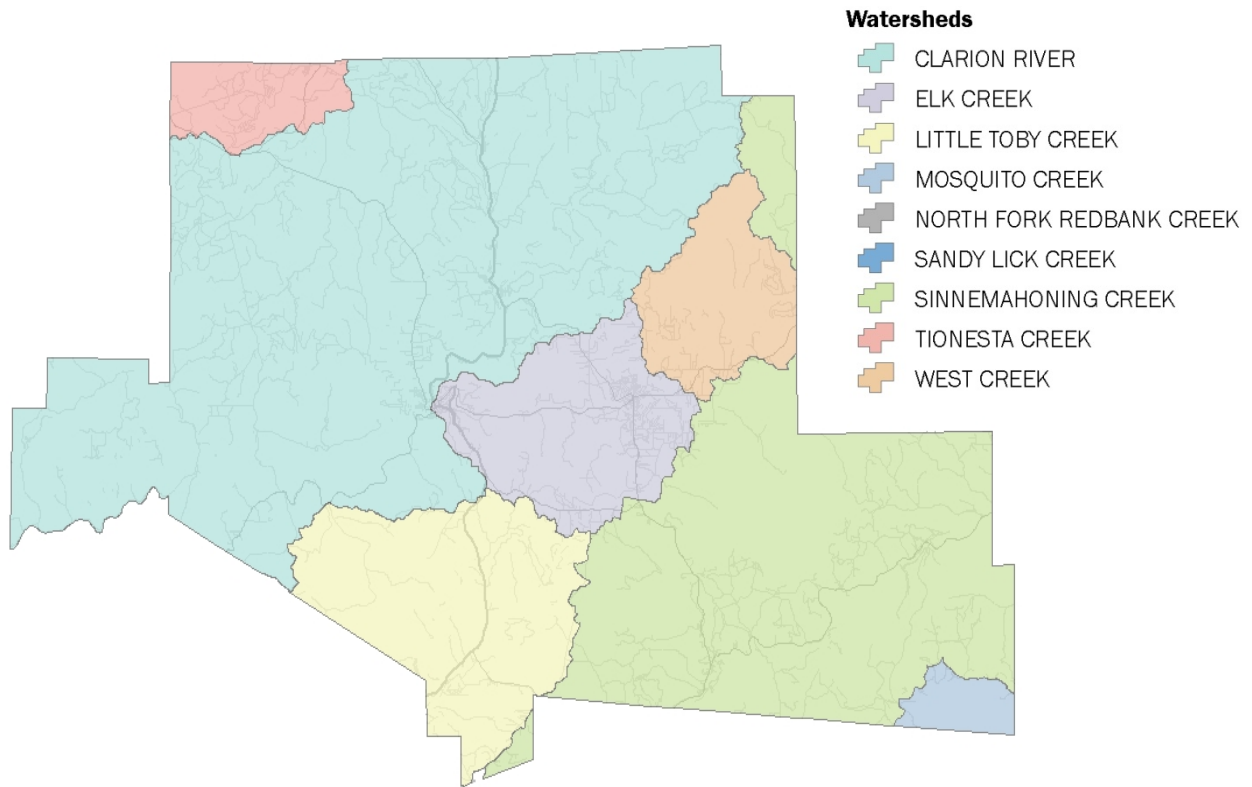 Watersheds
CLARION RIVER
ELK CREEK
LITTLE TOBY CREEK
MOSQUITO CREEK
NORTH FORK REDBANK CREEK
SANDY LICK CREEK
SINNEMAHONING CREEK
TIONESTA CREEK
WEST CREEK